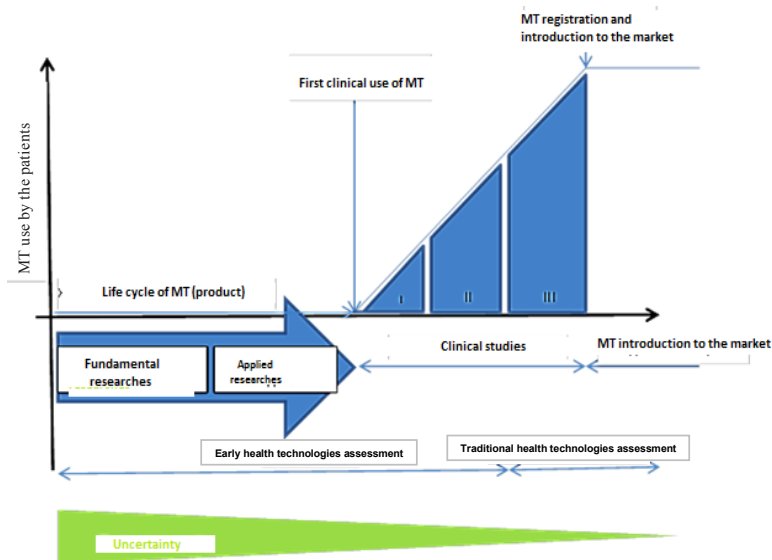 MT registration and
introduction to the market
First clinical use of MT
MT use by the patients
Life cycle of MT (product)
I
II
III
Fundamental
researches
Applied
researches
Clinical studies
MT introduction to the market
Early health technologies assessment
Traditional health technologies assessment
Uncertainty